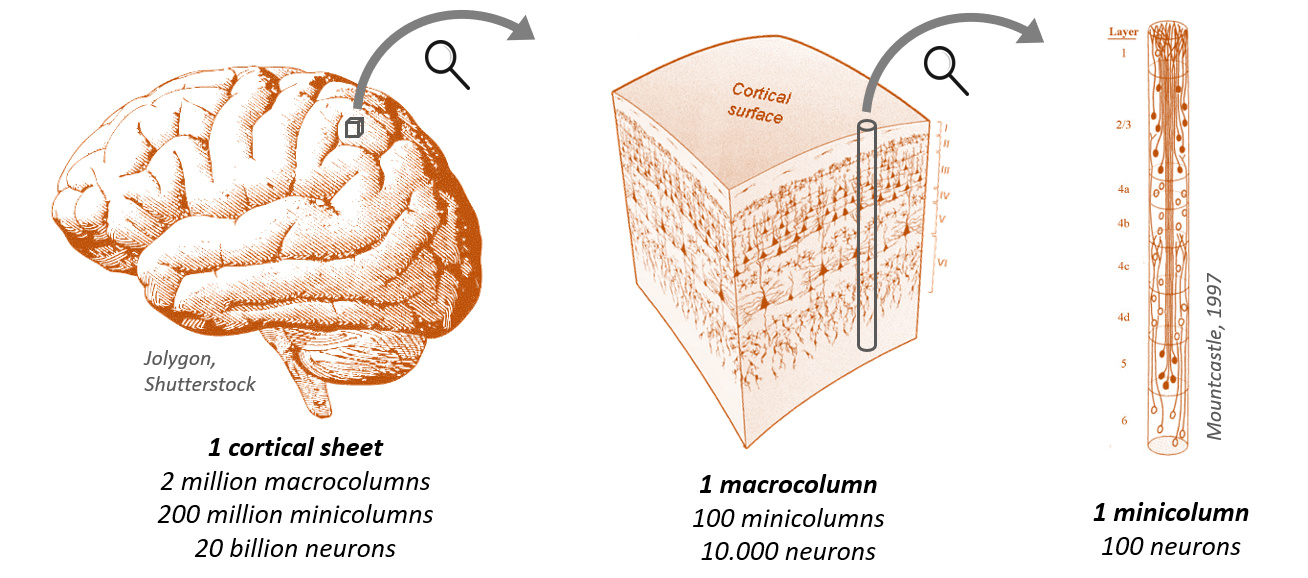 Jolygon,
Shutterstock
1 cortical sheet
2 million macrocolumns
200 million minicolumns
20 billion neurons
Cortical
surface
I
II
III
IV
V
VI
1 macrocolumn
100 minicolumns
10.000 neurons
Layer
1
2/3
4a
4b
4c
4d
5
6
Mountcastle, 1997
1 minicolumn
100 neurons